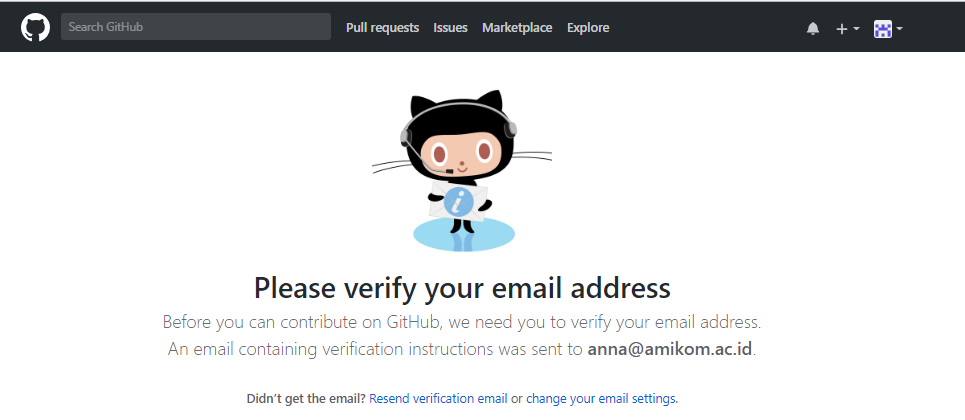 Search GitHub Pull requests Issues Marketplace Explore
i
Please verify your email address
Before you can contribute on GitHub, we need you to verify your email address.
An email containing verification instructions was sent to anna@amikom.ac.id.
Didn't get the email? Resend verification email or change your email settings.